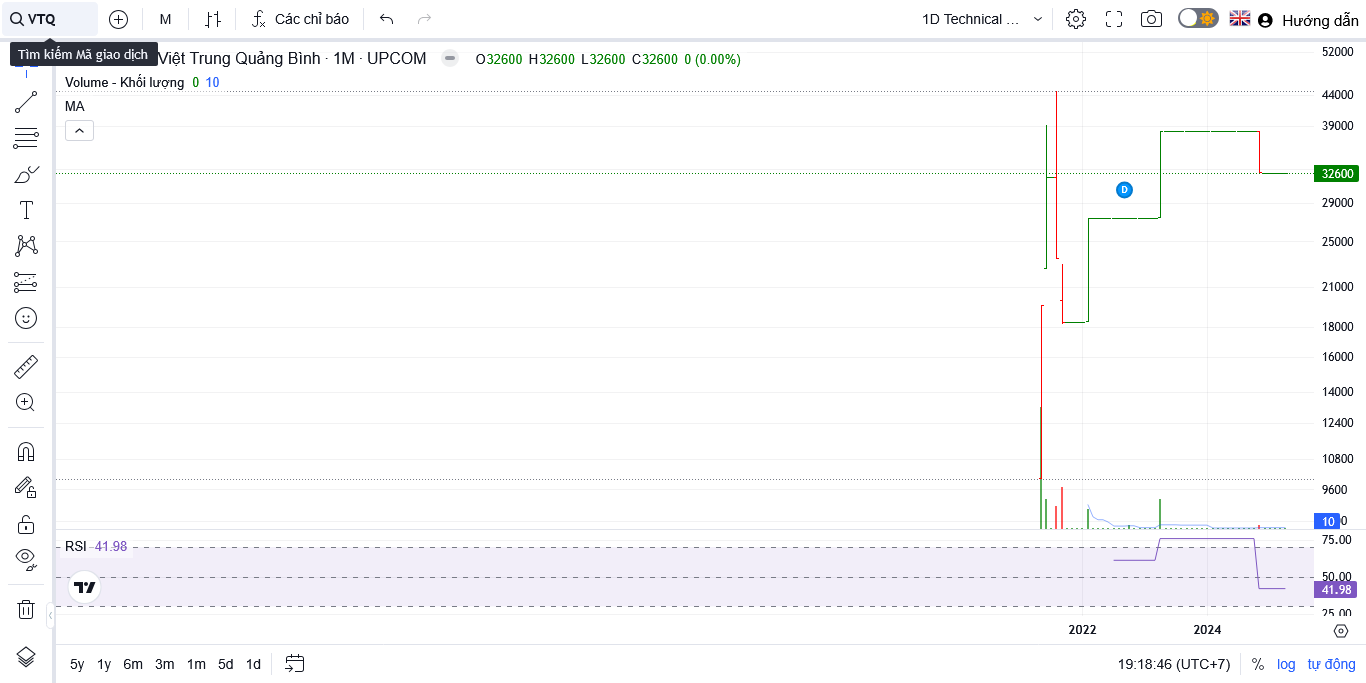 VTQ
M
Các chỉ báo
1D Technical ...
Hướng dẫn
Tìm kiếm Mã giao dịch
Việt Trung Quảng Bình · 1M · UPCOM
O32600 H32600 L32600 C32600 0 (0.00%)
Volume - Khối lượng 0 10
MA
52000
44000
39000
32600
29000
25000
21000
18000
16000
14000
12400
10800
9600
10
0
D
RSI 41.98
75.00
50.00
41.98
25.00
2022
2024
5y 1y 6m 3m 1m 5d 1d
19:18:46 (UTC+7)
% log tự động